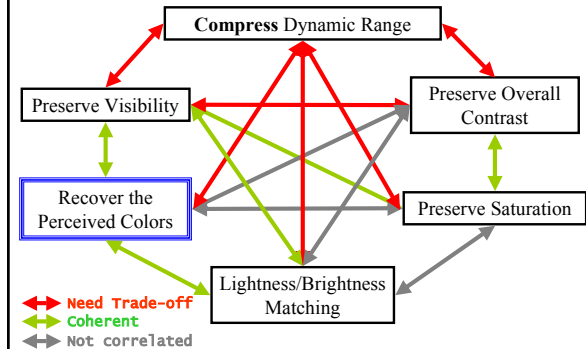 Compress Dynamic Range
Preserve Visibility
Preserve Overall
Contrast
Recover the
Perceived Colors
Preserve Saturation
Lightness/Brightness
Matching
Need Trade-off
Coherent
Not correlated